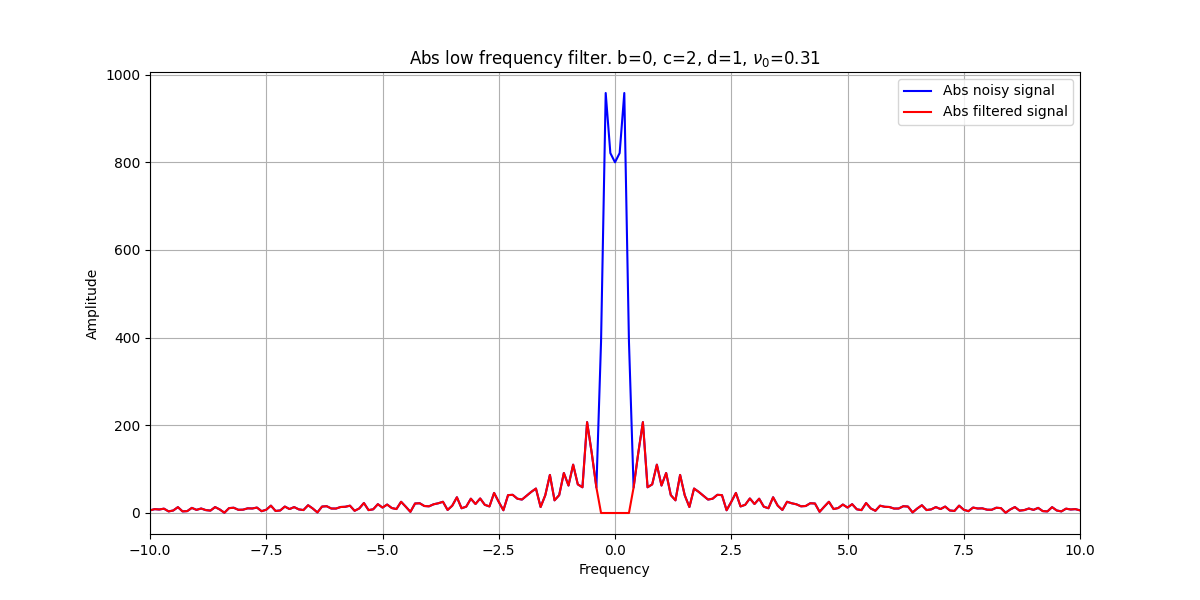 Abs low frequency filter. b=0, c=2, d=1, ν₀=0.31
Abs noisy signal
Abs filtered signal
1000
800
600
400
200
0
Amplitude
−10.0 −7.5 −5.0 −2.5 0.0 2.5 5.0 7.5 10.0
Frequency